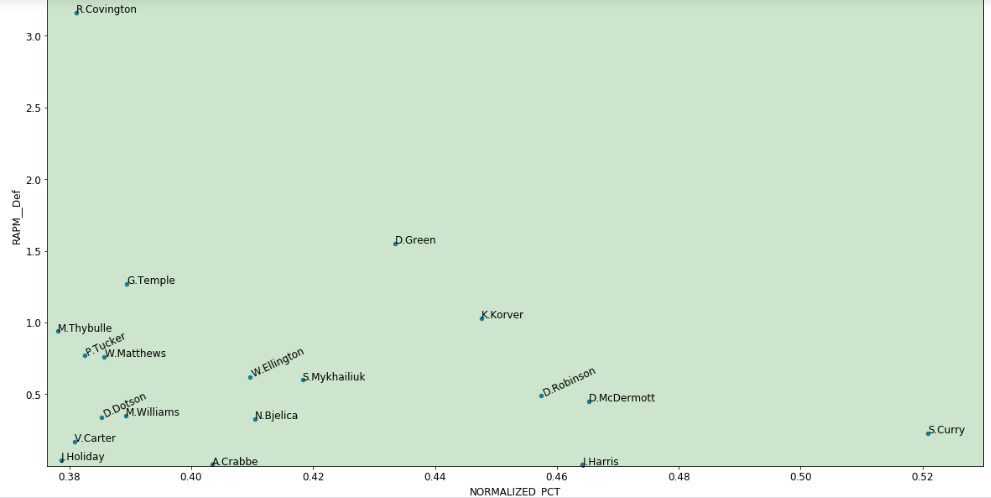 R.Covington
3.0
2.5
2.0
RAPM__Def
D.Green
1.5
G.Temple
K.Korver
1.0
M.Thybulle
P.Tucker
W.Matthews
W.Ellington
S.Mykhailiuk
D.Robinson
D.McDermott
0.5
D.Dotson
M.Williams
N.Bjelica
S.Curry
V.Carter
J.Holiday
A.Crabbe
J.Harris
0.38 0.40 0.42 0.44 0.46 0.48 0.50 0.52
NORMALIZED_PCT